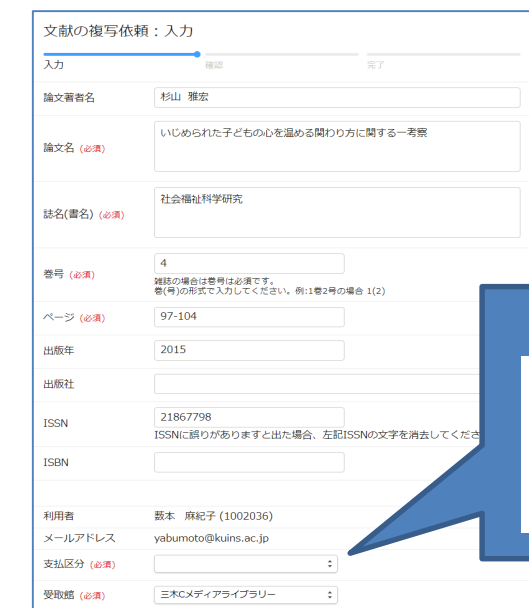 文献の複写依頼：入力
入力 確認 完了
論文著者名 杉山 雅宏
論文名 (必須) いじめられた子どもの心を温める関わり方に関する一考察
誌名(書名) (必須) 社会福祉科学研究
巻号 (必須) 4
雑誌の場合は巻号は必須です。
巻(号)の形式で入力してください。例:1巻2号の場合 1(2)
ページ (必須) 97-104
出版年 2015
出版社
ISSN 21867798
ISSNに誤りがありますと出た場合、左記ISSNの文字を消去してくださ
ISBN
利用者 薮本 麻紀子 (1002036)
メールアドレス yabumoto@kuins.ac.jp
支払区分 (必須)
受取館 (必須) 三木Cメディアライブラリー